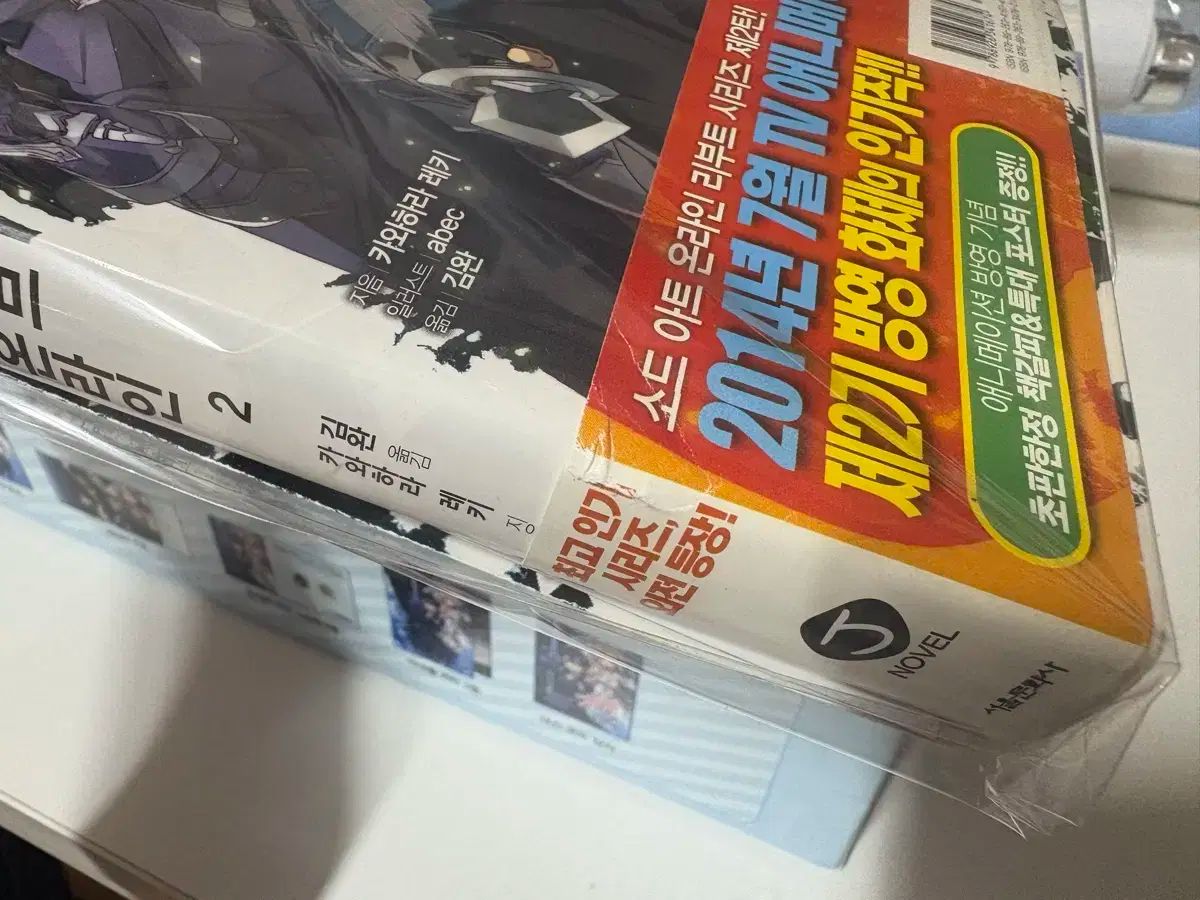 지음 | 카와하라 레키
일러스트 | abec
옮김 | 김완
소드 아트 온라인 리부트 시리즈 제2탄!
2014년 7월 TV 애니메
제2기 방영 화제의 인기작!!
애니메이션 방영 기념
초판한정 책갈피&특대 포스터 증정!!
온라인 2
카와하라 레키 지음
김완 옮김
최고 인기
시리즈,
외전 등장!
J
NOVEL
서울문화사